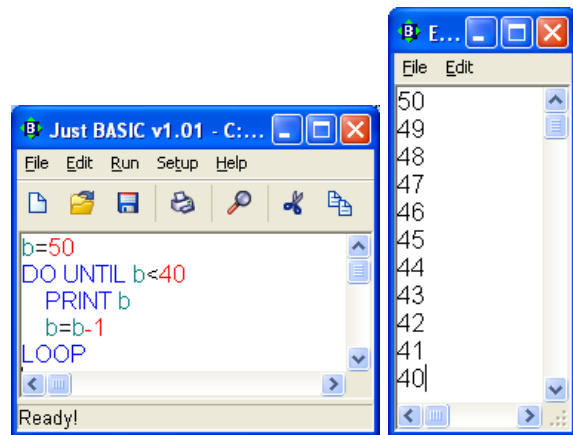 Just BASIC v1.01 - C:...
File Edit Run Setup Help
b=50
DO UNTIL b<40
PRINT b
b=b-1
LOOP
Ready!
E...
File Edit
50
49
48
47
46
45
44
43
42
41
40